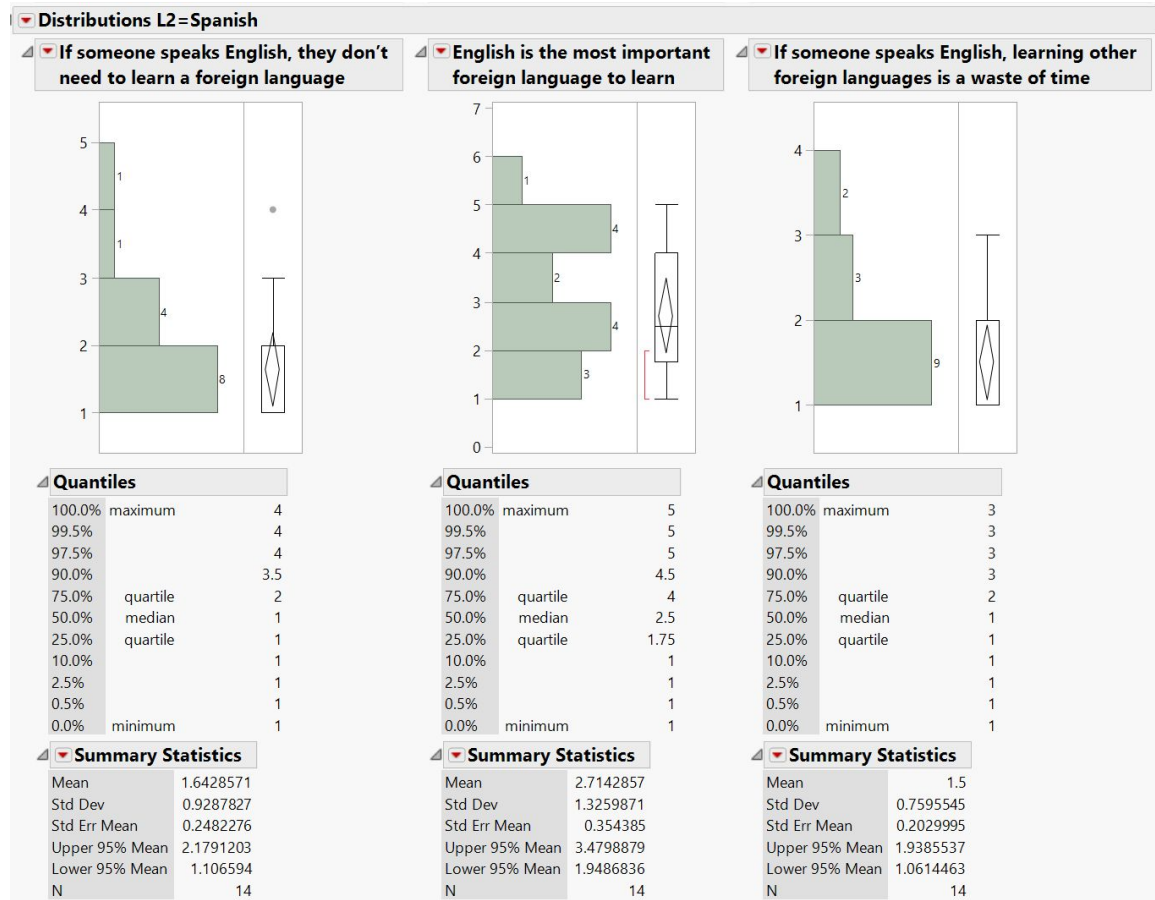 Distributions L2=Spanish
If someone speaks English, they don't
need to learn a foreign language
5
4
3
2
1
1
1
4
8
Quantiles
100.0% maximum 4
99.5% 4
97.5% 4
90.0% 3.5
75.0% quartile 2
50.0% median 1
25.0% quartile 1
10.0% 1
2.5% 1
0.5% 1
0.0% minimum 1
Summary Statistics
Mean 1.6428571
Std Dev 0.9287827
Std Err Mean 0.2482276
Upper 95% Mean 2.1791203
Lower 95% Mean 1.106594
N 14
English is the most important
foreign language to learn
7
6
5
4
3
2
1
0
1
4
2
4
3
Quantiles
100.0% maximum 5
99.5% 5
97.5% 5
90.0% 4.5
75.0% quartile 4
50.0% median 2.5
25.0% quartile 1.75
10.0% 1
2.5% 1
0.5% 1
0.0% minimum 1
Summary Statistics
Mean 2.7142857
Std Dev 1.3259871
Std Err Mean 0.354385
Upper 95% Mean 3.4798879
Lower 95% Mean 1.9486836
N 14
If someone speaks English, learning other
foreign languages is a waste of time
4
3
2
1
2
3
9
Quantiles
100.0% maximum 3
99.5% 3
97.5% 3
90.0% 3
75.0% quartile 2
50.0% median 1
25.0% quartile 1
10.0% 1
2.5% 1
0.5% 1
0.0% minimum 1
Summary Statistics
Mean 1.5
Std Dev 0.7595545
Std Err Mean 0.2029995
Upper 95% Mean 1.9385537
Lower 95% Mean 1.0614463
N 14